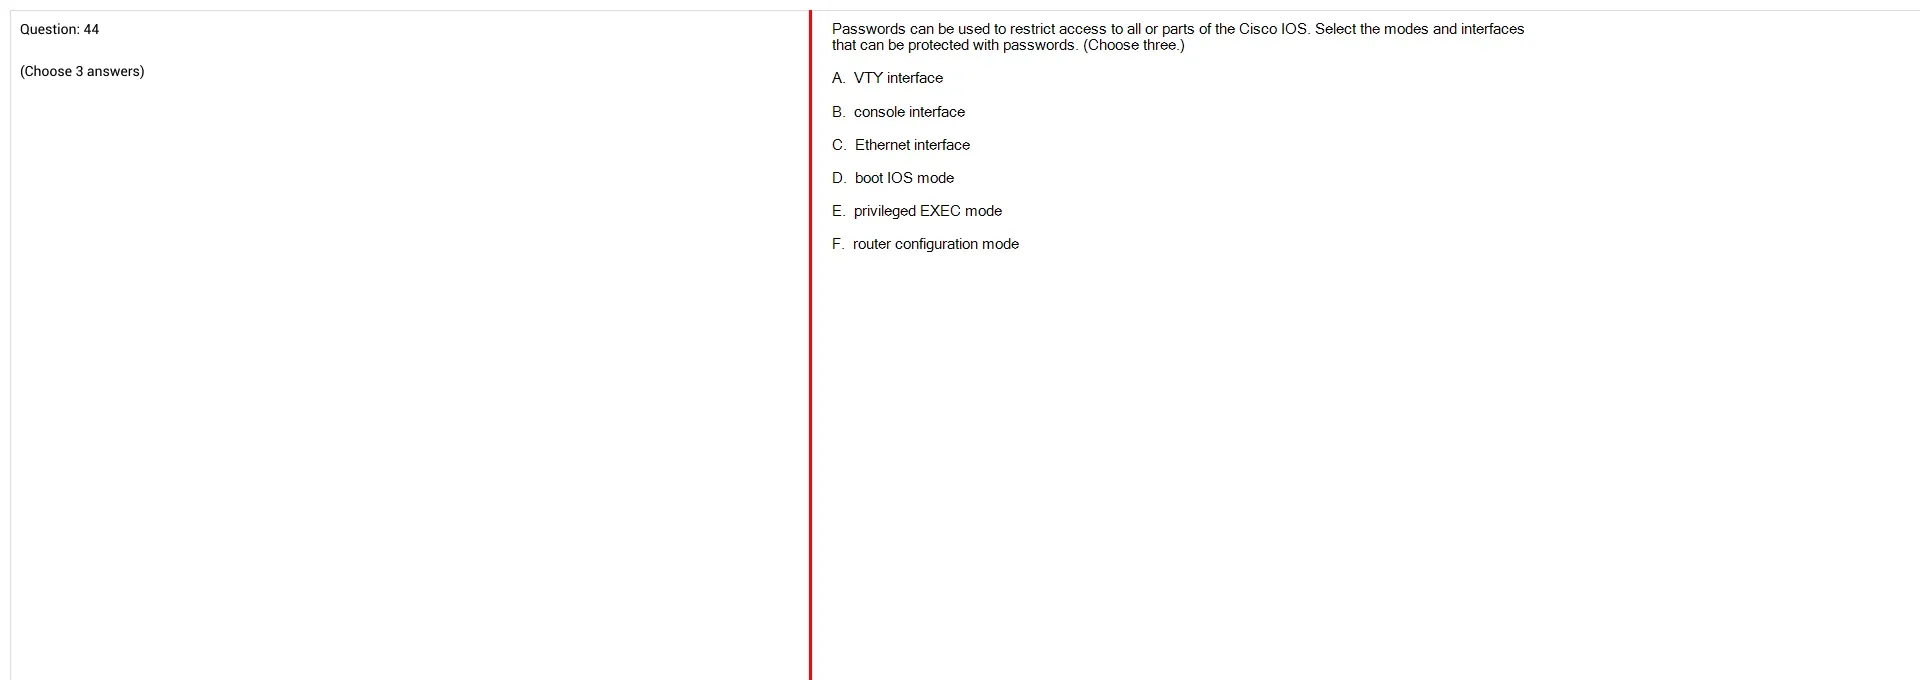 Question: 44
(Choose 3 answers)
Passwords can be used to restrict access to all or parts of the Cisco IOS. Select the modes and interfaces
that can be protected with passwords. (Choose three.)
A. VTY interface
B. console interface
C. Ethernet interface
D. boot IOS mode
E. privileged EXEC mode
F. router configuration mode